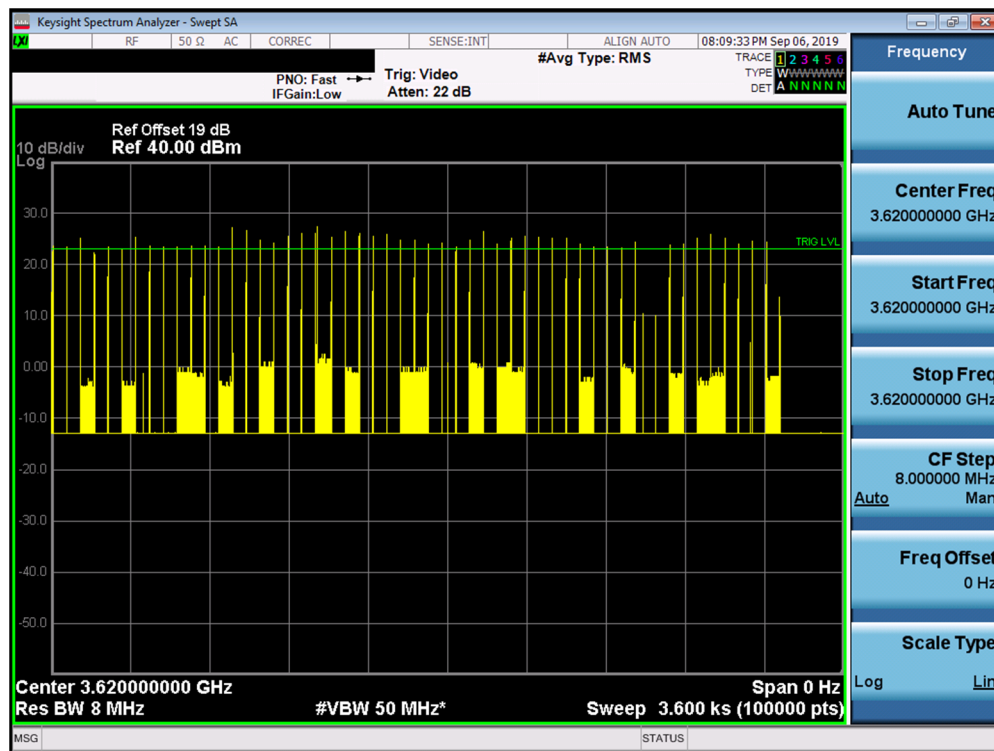 Keysight Spectrum Analyzer - Swept SA
LXI RF 50 Ω AC CORREC SENSE:INT ALIGN AUTO 08:09:33 PM Sep 06, 2019
PNO: Fast Trig: Video #Avg Type: RMS TRACE 1 2 3 4 5 6
IFGain:Low Atten: 22 dB TYPE W
DET A N N N N N
Ref Offset 19 dB
10 dB/div Ref 40.00 dBm
Log
30.0
TRIG LVL
20.0
10.0
0.00
-10.0
-20.0
-30.0
-40.0
-50.0
Center 3.620000000 GHz Span 0 Hz
Res BW 8 MHz #VBW 50 MHz* Sweep 3.600 ks (100000 pts)
MSG STATUS
Frequency
Auto Tune
Center Freq
3.620000000 GHz
Start Freq
3.620000000 GHz
Stop Freq
3.620000000 GHz
CF Step
8.000000 MHz
Auto Man
Freq Offset
0 Hz
Scale Type
Log Lin